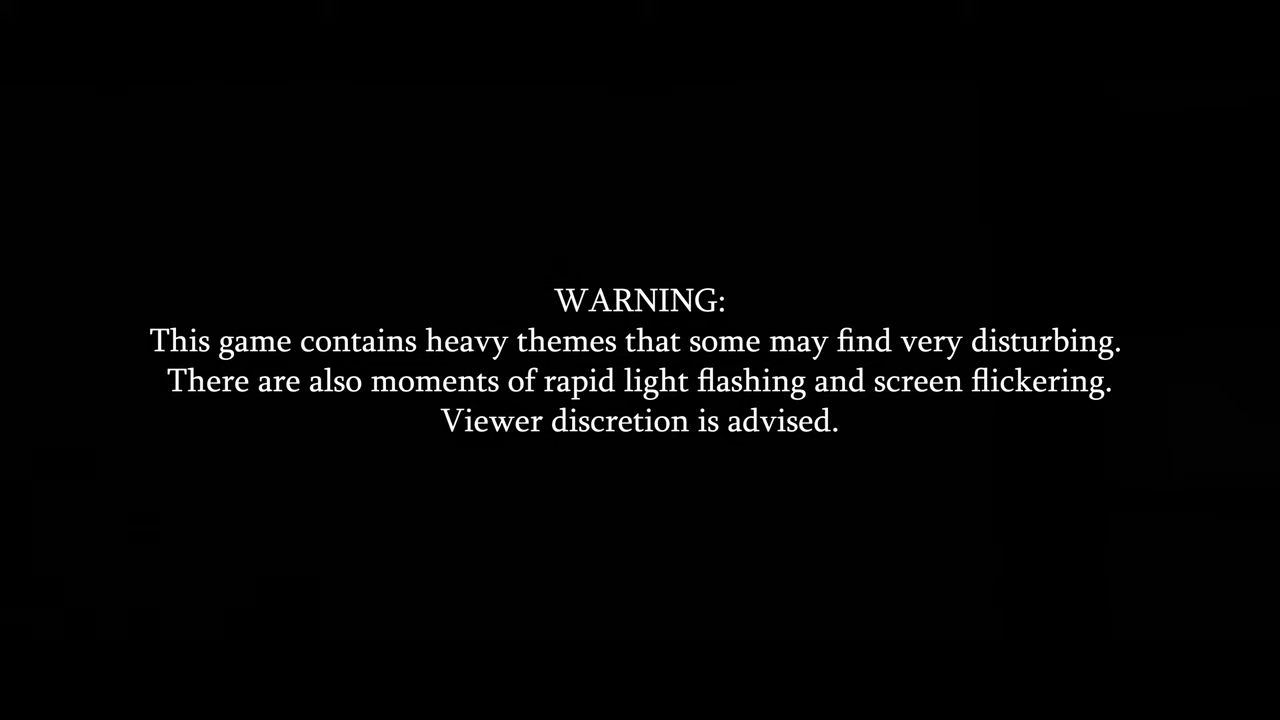 WARNING:
This game contains heavy themes that some may find very disturbing.
There are also moments of rapid light flashing and screen flickering.
Viewer discretion is advised.